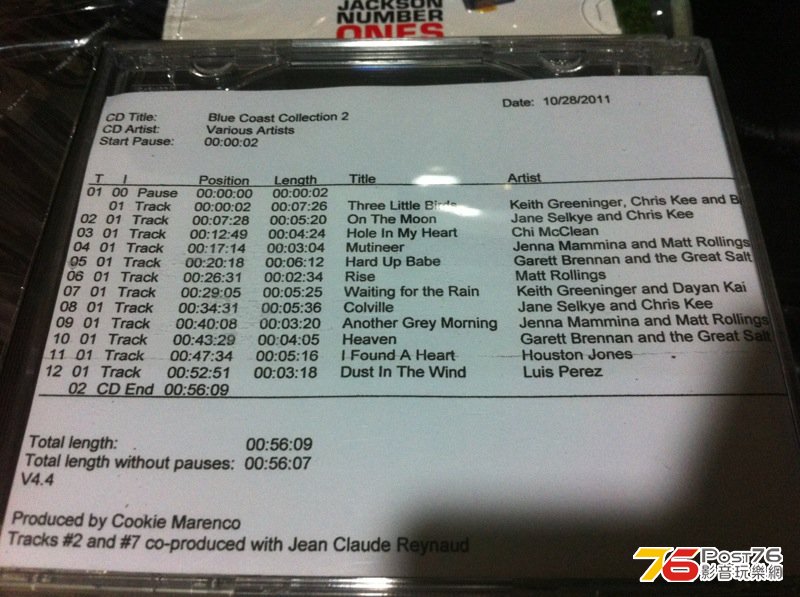 JACKSON
NUMBER
ONES
Date: 10/28/2011
CD Title: Blue Coast Collection 2
CD Artist: Various Artists
Start Pause: 00:00:02
T I Position Length Title Artist
01 00 Pause 00:00:00 00:00:02
01 Track 00:00:02 00:07:26 Three Little Birds Keith Greeninger, Chris Kee and B
02 01 Track 00:07:28 00:05:20 On The Moon Jane Selkye and Chris Kee
03 01 Track 00:12:49 00:04:24 Hole In My Heart Chi McClean
04 01 Track 00:17:14 00:03:04 Mutineer Jenna Mammina and Matt Rollings
05 01 Track 00:20:18 00:06:12 Hard Up Babe Garett Brennan and the Great Salt
06 01 Track 00:26:31 00:02:34 Rise Matt Rollings
07 01 Track 00:29:05 00:05:25 Waiting for the Rain Keith Greeninger and Dayan Kai
08 01 Track 00:34:31 00:05:36 Colville Jane Selkye and Chris Kee
09 01 Track 00:40:08 00:03:20 Another Grey Morning Jenna Mammina and Matt Rollings
10 01 Track 00:43:29 00:04:05 Heaven Garett Brennan and the Great Salt
11 01 Track 00:47:34 00:05:16 I Found A Heart Houston Jones
12 01 Track 00:52:51 00:03:18 Dust In The Wind Luis Perez
02 CD End 00:56:09
Total length: 00:56:09
Total length without pauses: 00:56:07
V4.4
Produced by Cookie Marenco
Tracks #2 and #7 co-produced with Jean Claude Reynaud
76 Post76
影音玩樂網